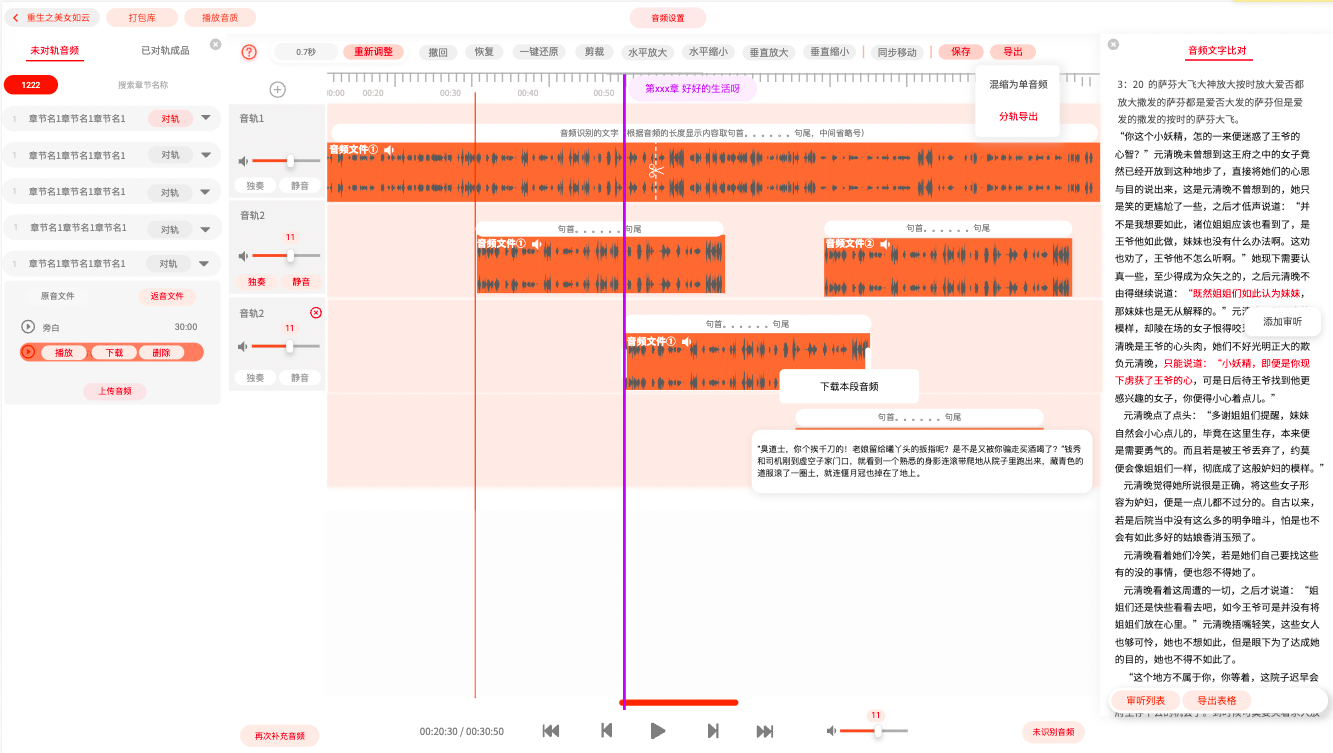 重生之美女如云
打包库
播放音质
音频设置
未对轨音频
已对轨成品
1222
搜索章节名称
1 章节名1章节名1章节名1 对轨
1 章节名1章节名1章节名1 对轨
1 章节名1章节名1章节名1 对轨
1 章节名1章节名1章节名1 对轨
1 章节名1章节名1章节名1 对轨
原音文件
返音文件
旁白 30:00
播放
下载
删除
上传音频
?
0.7秒
重新调整
撤回
恢复
一键还原
剪裁
水平放大
水平缩小
垂直放大
垂直缩小
同步移动
保存
导出
混缩为单音频
分轨导出
00:00 00:20 00:30 00:40 00:50
第xxx章 好好的生活呀
音轨1
独奏
静音
音频识别的文字（根据音频的长度显示内容取句首。。。。。。句尾，中间省略号）
音频文件①
音轨2
11
独奏
静音
句首。。。。。。句尾
音频文件①
句首。。。。。。句尾
音频文件②
音轨2
11
独奏
静音
句首。。。。。。句尾
音频文件①
下载本段音频
句首。。。。。。句尾
“臭道士，你个挨千刀的！老娘留给曦丫头的扳指呢？是不是又被你骗走买酒喝了？”钱秀
和司机刚到虚空子家门口，就看到一个熟悉的身影连滚带爬地从院子里跑出来，藏青色的
道服滚了一圈土，就连偃月冠也掉在了地上。
再次补充音频
00:20:30 / 00:30:50
11
未识别音频
音频文字比对
3：20 的萨芬大飞大神放大按时放大爱否都
放大撒发的萨芬都是爱否大发的萨芬但是爱
发的撒发的按时的萨芬大飞。
“你这个小妖精，怎的一来便迷惑了王爷的
心智？”元清晚未曾想到这王府之中的女子竟
然已经开放到这种地步了，直接将她们的心思
与目的说出来，这是元清晚不曾想到的，她只
是笑的更尴尬了一些，之后才低声说道：“并
不是我想要如此，诸位姐姐应该也看到了，是
王爷他如此做，妹妹也没有什么办法啊。这劝
也劝了，王爷他不怎么听啊。”她现下需要认
真一些，至少得成为众矢之的，之后元清晚不
由得继续说道：“既然姐姐们如此认为妹妹，
那妹妹也是无从解释的。”元清
模样，却陵在场的女子恨得咬
添加审听
清晚是王爷的心头肉，她们不好光明正大的欺
负元清晚，只能说道：“小妖精，即便是你现
下虏获了王爷的心，可是日后待王爷找到他更
感兴趣的女子，你便得小心着点儿。”
元清晚点了点头：“多谢姐姐们提醒，妹妹
自然会小心点儿的，毕竟在这里生存，本来便
是需要勇气的。而且若是被王爷丢弃了，约莫
便会像姐姐们一样，彻底成了这般妒妇的模样。”
元清晚觉得她所说很是正确，将这些女子形
容为妒妇，便是一点儿都不过分的。自古以来，
若是后院当中没有这么多的明争暗斗，怕是也不
会有如此多好的姑娘香消玉殒了。
元清晚看着她们冷笑，若是她们自己要找这些
有的没的事情，便也怨不得她了。
元清晚看着这周遭的一切，之后才说道：“姐
姐们还是快些看看去吧，如今王爷可是并没有将
姐姐们放在心里。”元清晚捂嘴轻笑，这些女人
也够可怜，她也不想如此，但是眼下为了达成她
的目的，她也不得不如此了。
“这个地方不属于你，你等着，这院子迟早会
审听列表
导出表格